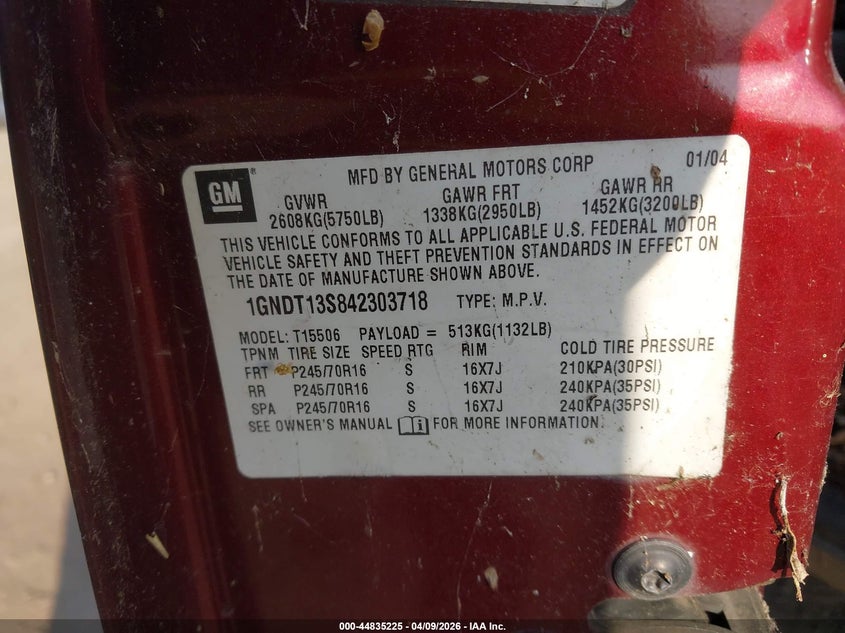 GM
MFD BY GENERAL MOTORS CORP 01/04
GVWR GAWR FRT GAWR RR
2608KG(5750LB) 1338KG(2950LB) 1452KG(3200LB)
THIS VEHICLE CONFORMS TO ALL APPLICABLE U.S. FEDERAL MOTOR
VEHICLE SAFETY AND THEFT PREVENTION STANDARDS IN EFFECT ON
THE DATE OF MANUFACTURE SHOWN ABOVE.
1GNDT13S842303718 TYPE: M.P.V.
MODEL: T15506 PAYLOAD = 513KG(1132LB)
TPNM TIRE SIZE SPEED RTG RIM COLD TIRE PRESSURE
FRT P245/70R16 S 16X7J 210KPA(30PSI)
RR P245/70R16 S 16X7J 240KPA(35PSI)
SPA P245/70R16 S 16X7J 240KPA(35PSI)
SEE OWNER'S MANUAL FOR MORE INFORMATION.
000-44835225 - 04/09/2026 - IAA Inc.